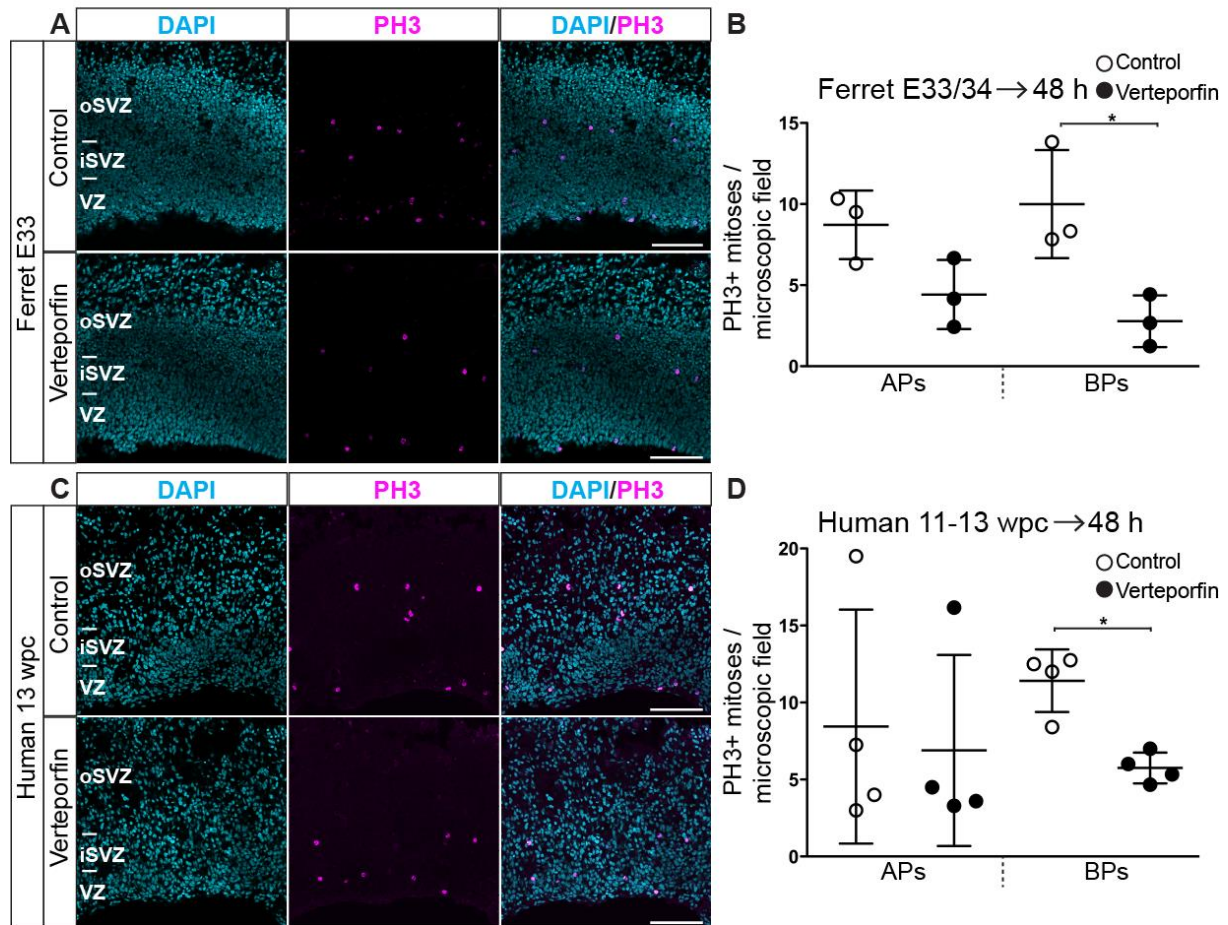 A
DAPI
PH3
DAPI/PH3
Ferret E33
Control
oSVZ
iSVZ
VZ
Verteporfin
oSVZ
iSVZ
VZ
B
Control
Verteporfin
Ferret E33/34 → 48 h
*
PH3+ mitoses /
microscopic field
15
10
5
0
APs
BPs
C
DAPI
PH3
DAPI/PH3
Human 13 wpc
Control
oSVZ
iSVZ
VZ
Verteporfin
oSVZ
iSVZ
VZ
D
Human 11-13 wpc → 48 h
Control
Verteporfin
*
PH3+ mitoses /
microscopic field
20
15
10
5
0
APs
BPs